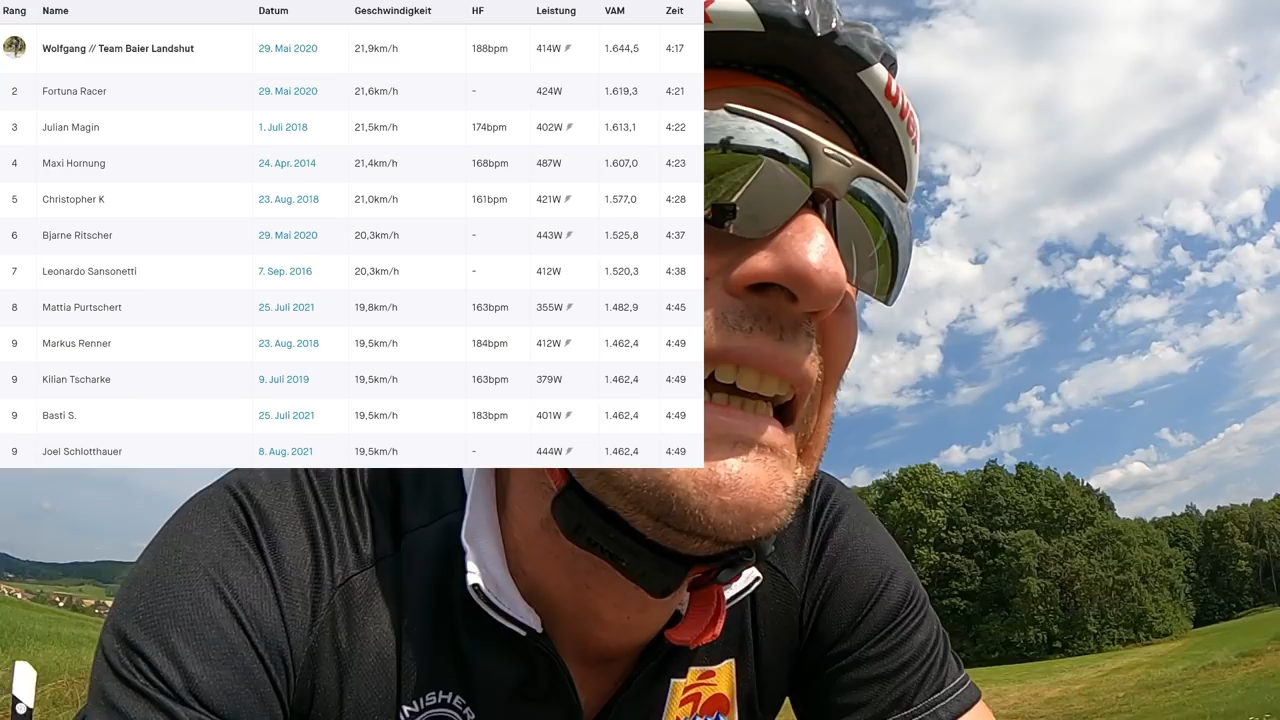 Rang Name Datum Geschwindigkeit HF Leistung VAM Zeit
Wolfgang // Team Baier Landshut 29. Mai 2020 21,9km/h 188bpm 414W 1.644,5 4:17
2 Fortuna Racer 29. Mai 2020 21,6km/h - 424W 1.619,3 4:21
3 Julian Magin 1. Juli 2018 21,5km/h 174bpm 402W 1.613,1 4:22
4 Maxi Hornung 24. Apr. 2014 21,4km/h 168bpm 487W 1.607,0 4:23
5 Christopher K 23. Aug. 2018 21,0km/h 161bpm 421W 1.577,0 4:28
6 Bjarne Ritscher 29. Mai 2020 20,3km/h - 443W 1.525,8 4:37
7 Leonardo Sansonetti 7. Sep. 2016 20,3km/h - 412W 1.520,3 4:38
8 Mattia Purtschert 25. Juli 2021 19,8km/h 163bpm 355W 1.482,9 4:45
9 Markus Renner 23. Aug. 2018 19,5km/h 184bpm 412W 1.462,4 4:49
9 Kilian Tscharke 9. Juli 2019 19,5km/h 163bpm 379W 1.462,4 4:49
9 Basti S. 25. Juli 2021 19,5km/h 183bpm 401W 1.462,4 4:49
9 Joel Schlotthauer 8. Aug. 2021 19,5km/h - 444W 1.462,4 4:49
uvex